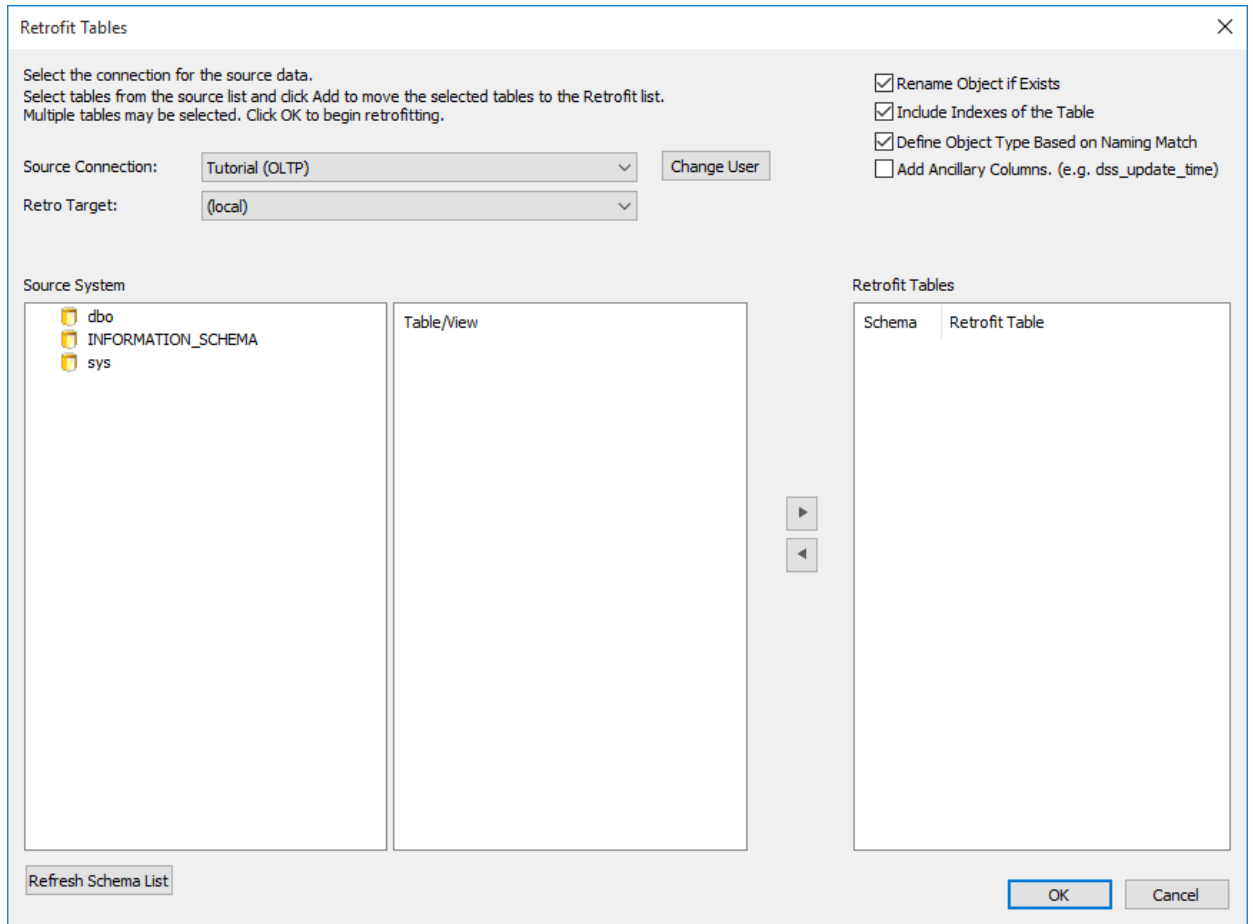 Retrofit Tables
Select the connection for the source data.
Select tables from the source list and click Add to move the selected tables to the Retrofit list.
Multiple tables may be selected. Click OK to begin retrofitting.
Rename Object if Exists
Include Indexes of the Table
Define Object Type Based on Naming Match
Add Ancillary Columns. (e.g. dss_update_time)
Source Connection: Tutorial (OLTP) Change User
Retro Target: (local)
Source System
dbo
INFORMATION_SCHEMA
sys
Table/View
Retrofit Tables
Schema Retrofit Table
Refresh Schema List
OK Cancel